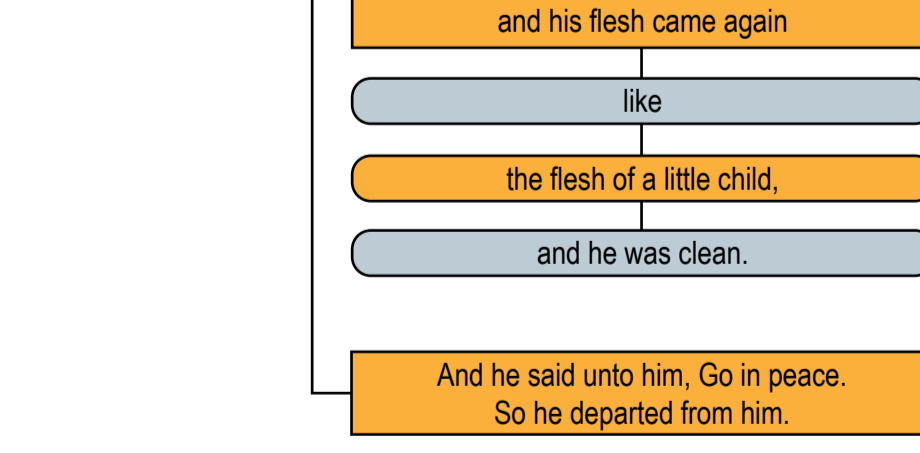 and his flesh came again
like
the flesh of a little child,
and he was clean.
And he said unto him, Go in peace.
So he departed from him.